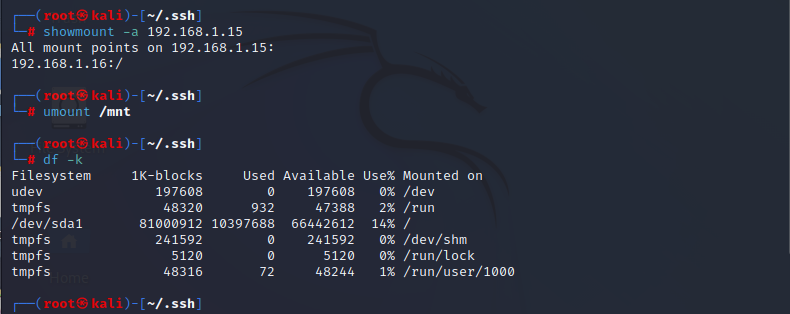 ┌──(root㉿kali)-[~/.ssh]
└─# showmount -a 192.168.1.15
All mount points on 192.168.1.15:
192.168.1.16:/
┌──(root㉿kali)-[~/.ssh]
└─# umount /mnt
┌──(root㉿kali)-[~/.ssh]
└─# df -k
Filesystem     1K-blocks     Used Available Use% Mounted on
udev              197608        0    197608   0% /dev
tmpfs              48320      932     47388   2% /run
/dev/sda1       81000912 10397688  66442612  14% /
tmpfs             241592        0    241592   0% /dev/shm
tmpfs               5120        0      5120   0% /run/lock
tmpfs              48316       72     48244   1% /run/user/1000
Home
┌──(root㉿kali)-[~/.ssh]